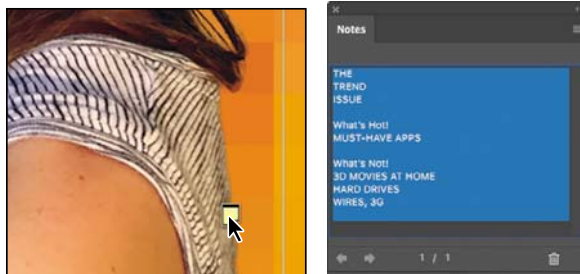 Notes
THE
TREND
ISSUE
What's Hot!
MUST-HAVE APPS
What's Not!
3D MOVIES AT HOME
HARD DRIVES
WIRES, 3G
1 / 1